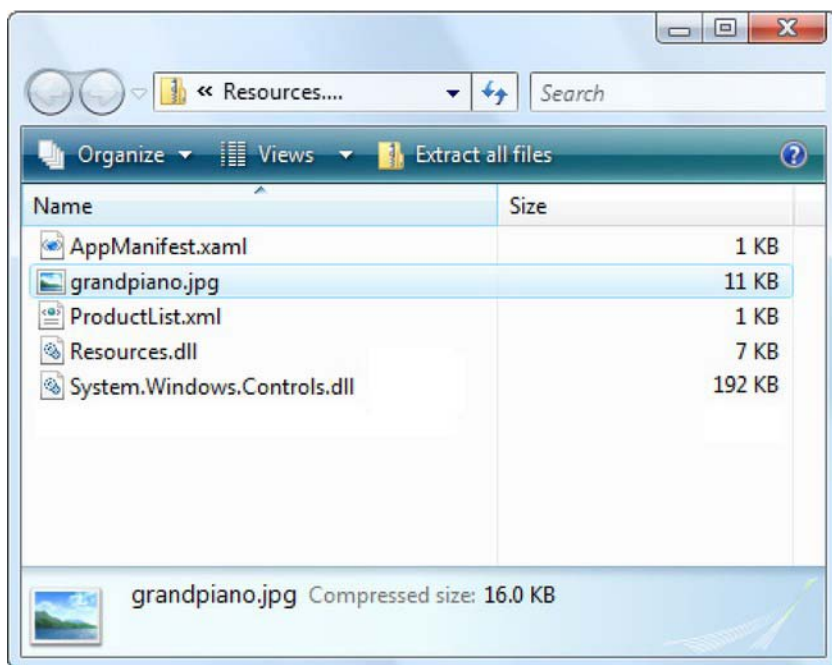 « Resources....
Search
Organize Views Extract all files
?
Name Size
AppManifest.xaml 1 KB
grandpiano.jpg 11 KB
ProductList.xml 1 KB
Resources.dll 7 KB
System.Windows.Controls.dll 192 KB
grandpiano.jpg Compressed size: 16.0 KB